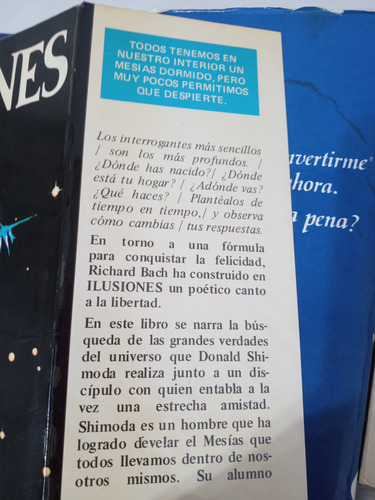 NES
TODOS TENEMOS EN
NUESTRO INTERIOR UN
MESIAS DORMIDO, PERO
MUY POCOS PERMITIMOS
QUE DESPIERTE.
Los interrogantes más sencillos
/ son los más profundos. /
¿Dónde has nacido?/ ¿Dónde
está tu hogar? / ¿Adónde vas?
¿Qué haces? / Plantéalos de
tiempo en tiempo,/ y observa
cómo cambias / tus respuestas.
En torno a una fórmula
para conquistar la felicidad,
Richard Bach ha construido en
ILUSIONES un poético canto
a la libertad.
En este libro se narra la bús-
queda de las grandes verdades
del universo que Donald Shi-
moda realiza junto a un dis-
cípulo con quien entabla a la
vez una estrecha amistad.
Shimoda es un hombre que ha
logrado develar el Mesías que
todos llevamos dentro de nos-
otros mismos. Su alumno
vertirme
hora.
a pena?